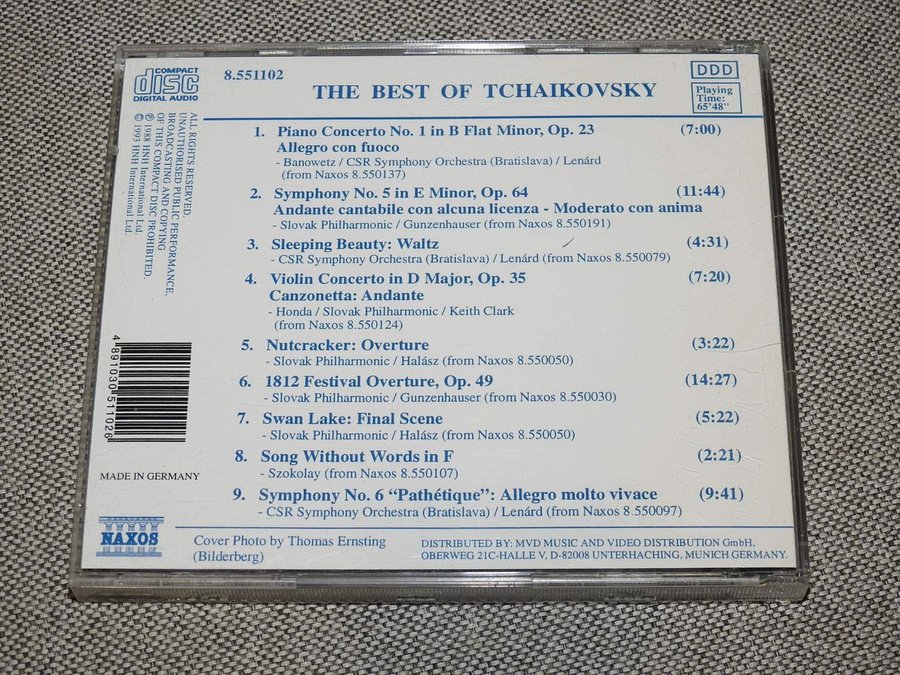 COMPACT
disc
DIGITAL AUDIO
8.551102
THE BEST OF TCHAIKOVSKY
DDD
Playing
Time:
65'48"
ALL RIGHTS RESERVED.
UNAUTHORISED PUBLIC PERFORMANCE,
BROADCASTING AND COPYING
OF THIS COMPACT DISC PROHIBITED.
℗ 1988 HNH International Ltd.
© 1993 HNH International Ltd.
1. Piano Concerto No. 1 in B Flat Minor, Op. 23 (7:00)
Allegro con fuoco
- Banowetz / CSR Symphony Orchestra (Bratislava) / Lenárd
(from Naxos 8.550137)
2. Symphony No. 5 in E Minor, Op. 64 (11:44)
Andante cantabile con alcuna licenza - Moderato con anima
- Slovak Philharmonic / Gunzenhauser (from Naxos 8.550191)
3. Sleeping Beauty: Waltz (4:31)
- CSR Symphony Orchestra (Bratislava) / Lenárd (from Naxos 8.550079)
4. Violin Concerto in D Major, Op. 35 (7:20)
Canzonetta: Andante
- Honda / Slovak Philharmonic / Keith Clark
(from Naxos 8.550124)
5. Nutcracker: Overture (3:22)
- Slovak Philharmonic / Halász (from Naxos 8.550050)
6. 1812 Festival Overture, Op. 49 (14:27)
- Slovak Philharmonic / Gunzenhauser (from Naxos 8.550030)
7. Swan Lake: Final Scene (5:22)
- Slovak Philharmonic / Halász (from Naxos 8.550050)
8. Song Without Words in F (2:21)
- Szokolay (from Naxos 8.550107)
9. Symphony No. 6 “Pathétique”: Allegro molto vivace (9:41)
- CSR Symphony Orchestra (Bratislava) / Lenárd (from Naxos 8.550097)
4 891030 511026
MADE IN GERMANY
NAXOS
Cover Photo by Thomas Ernsting
(Bilderberg)
DISTRIBUTED BY: MVD MUSIC AND VIDEO DISTRIBUTION GmbH,
OBERWEG 21C-HALLE V, D-82008 UNTERHACHING, MUNICH GERMANY.